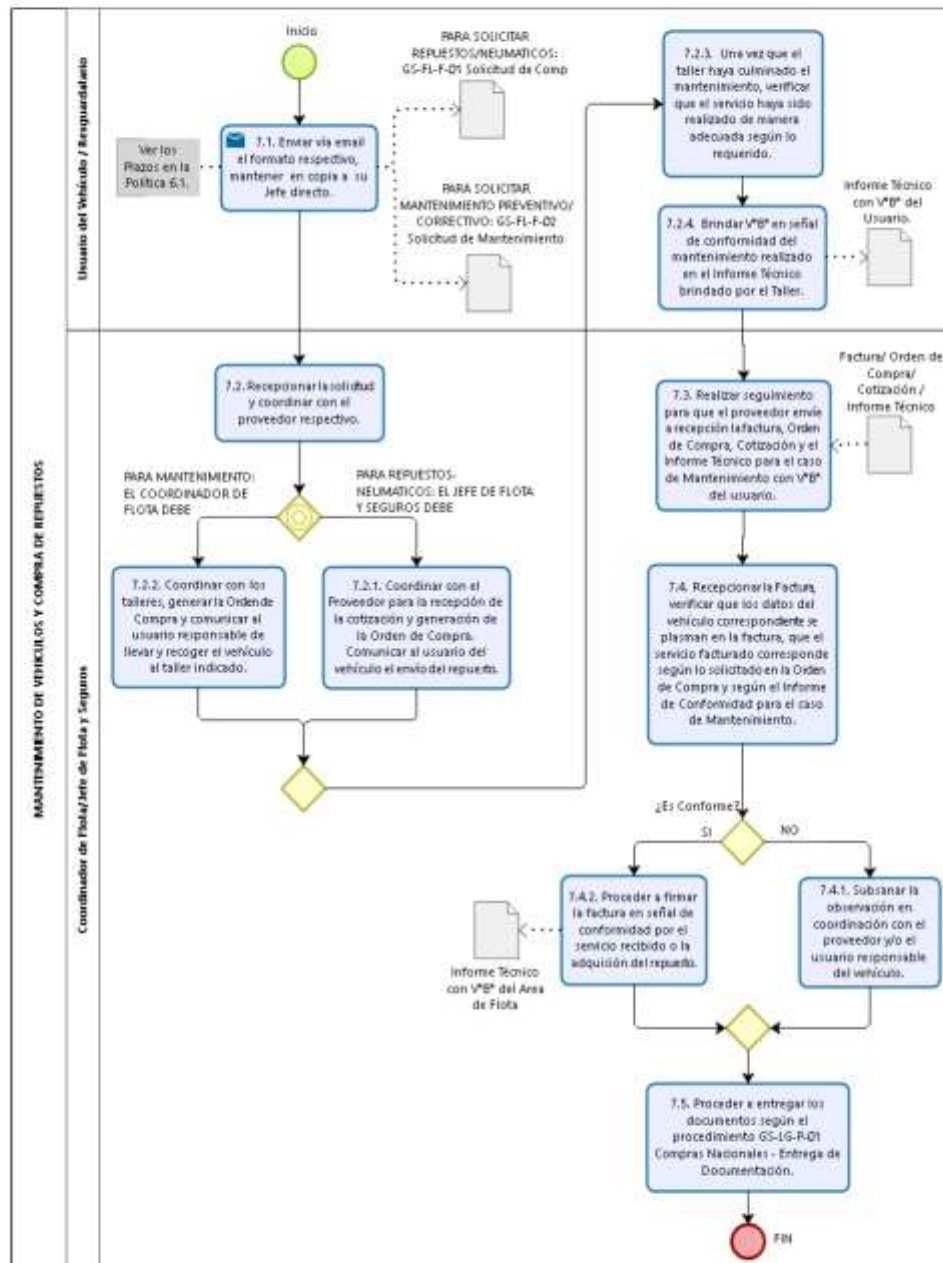 MANTENIMIENTO DE VEHICULOS Y COMPRA DE REPUESTOS
Usuario del Vehículo / Resguardatario
Inicio
PARA SOLICITAR
REPUESTOS/NEUMATICOS:
GS-FL-F-01 Solicitud de Comp
Ver los
Plazos en la
Política 6.1.
7.1. Enviar vía email
el formato respectivo,
mantener en copia a su
Jefe directo.
PARA SOLICITAR
MANTENIMIENTO PREVENTIVO/
CORRECTIVO: GS-FL-F-02
Solicitud de Mantenimiento
7.2.3. Una vez que el
taller haya culminado el
mantenimiento, verificar
que el servicio haya sido
realizado de manera
adecuada según lo
requerido.
7.2.4. Brindar V°B° en señal
de conformidad del
mantenimiento realizado
en el Informe Técnico
brindado por el Taller.
Informe Técnico
con V°B° del
Usuario.
Coordinador de Flota/Jefe de Flota y Seguros
7.2. Recepcionar la solicitud
y coordinar con el
proveedor respectivo.
PARA MANTENIMIENTO:
EL COORDINADOR DE
FLOTA DEBE
PARA REPUESTOS-
NEUMATICOS: EL JEFE DE FLOTA
Y SEGUROS DEBE
7.2.2. Coordinar con los
talleres, generar la Orden de
Compra y comunicar al
usuario responsable de
llevar y recoger el vehículo
al taller indicado.
7.2.1. Coordinar con el
Proveedor para la recepción de
la cotización y generación de
la Orden de Compra.
Comunicar al usuario del
vehículo el envío del repuesto.
7.3. Realizar seguimiento
para que el proveedor envíe
a recepción la factura, Orden
de Compra, Cotización y el
Informe Técnico para el caso
de Mantenimiento con V°B°
del usuario.
Factura/ Orden de
Compra/
Cotización /
Informe Técnico
7.4. Recepcionar la Factura,
verificar que los datos del
vehículo correspondiente se
plasman en la factura, que el
servicio facturado corresponde
según lo solicitado en la Orden
de Compra y según el Informe
de Conformidad para el caso
de Mantenimiento.
¿Es Conforme?
SI
NO
7.4.2. Proceder a firmar
la factura en señal de
conformidad por el
servicio recibido o la
adquisición del repuesto.
Informe Técnico
con V°B° del Area
de Flota
7.4.1. Subsanar la
observación en
coordinación con el
proveedor y/o el
usuario responsable
del vehículo.
7.5. Proceder a entregar los
documentos según el
procedimiento GS-LG-P-01
Compras Nacionales - Entrega de
Documentación.
FIN